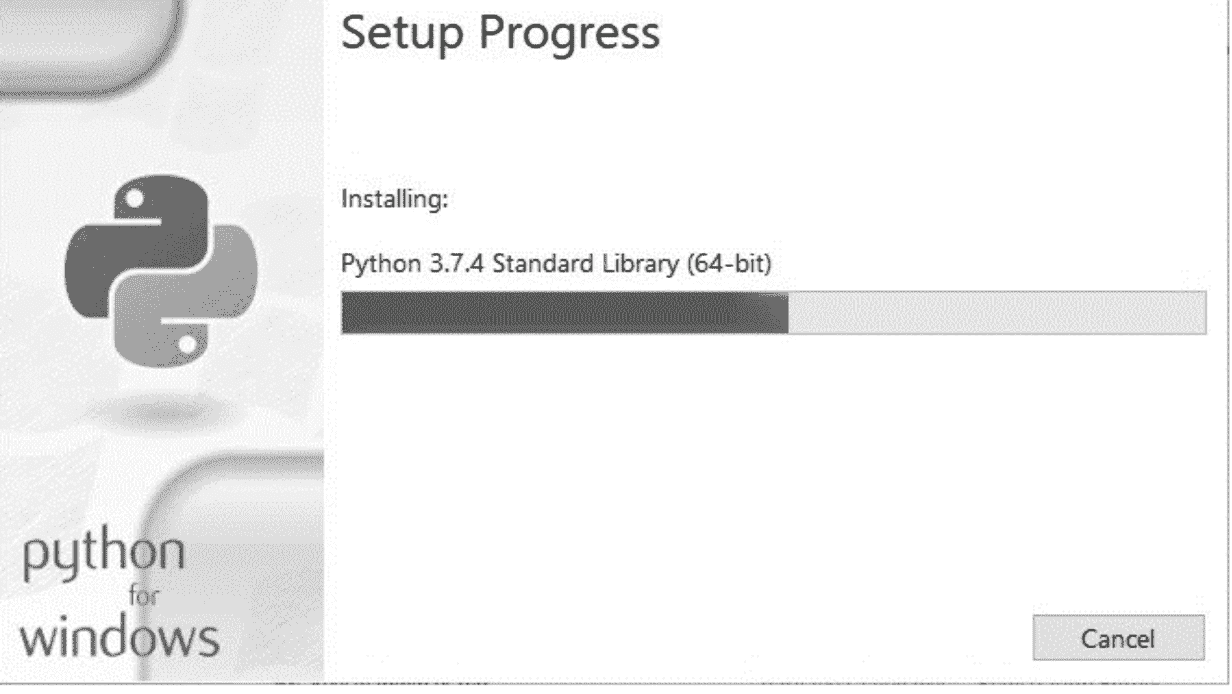 Setup Progress
Installing:
Python 3.7.4 Standard Library (64-bit)
python
for
windows
Cancel